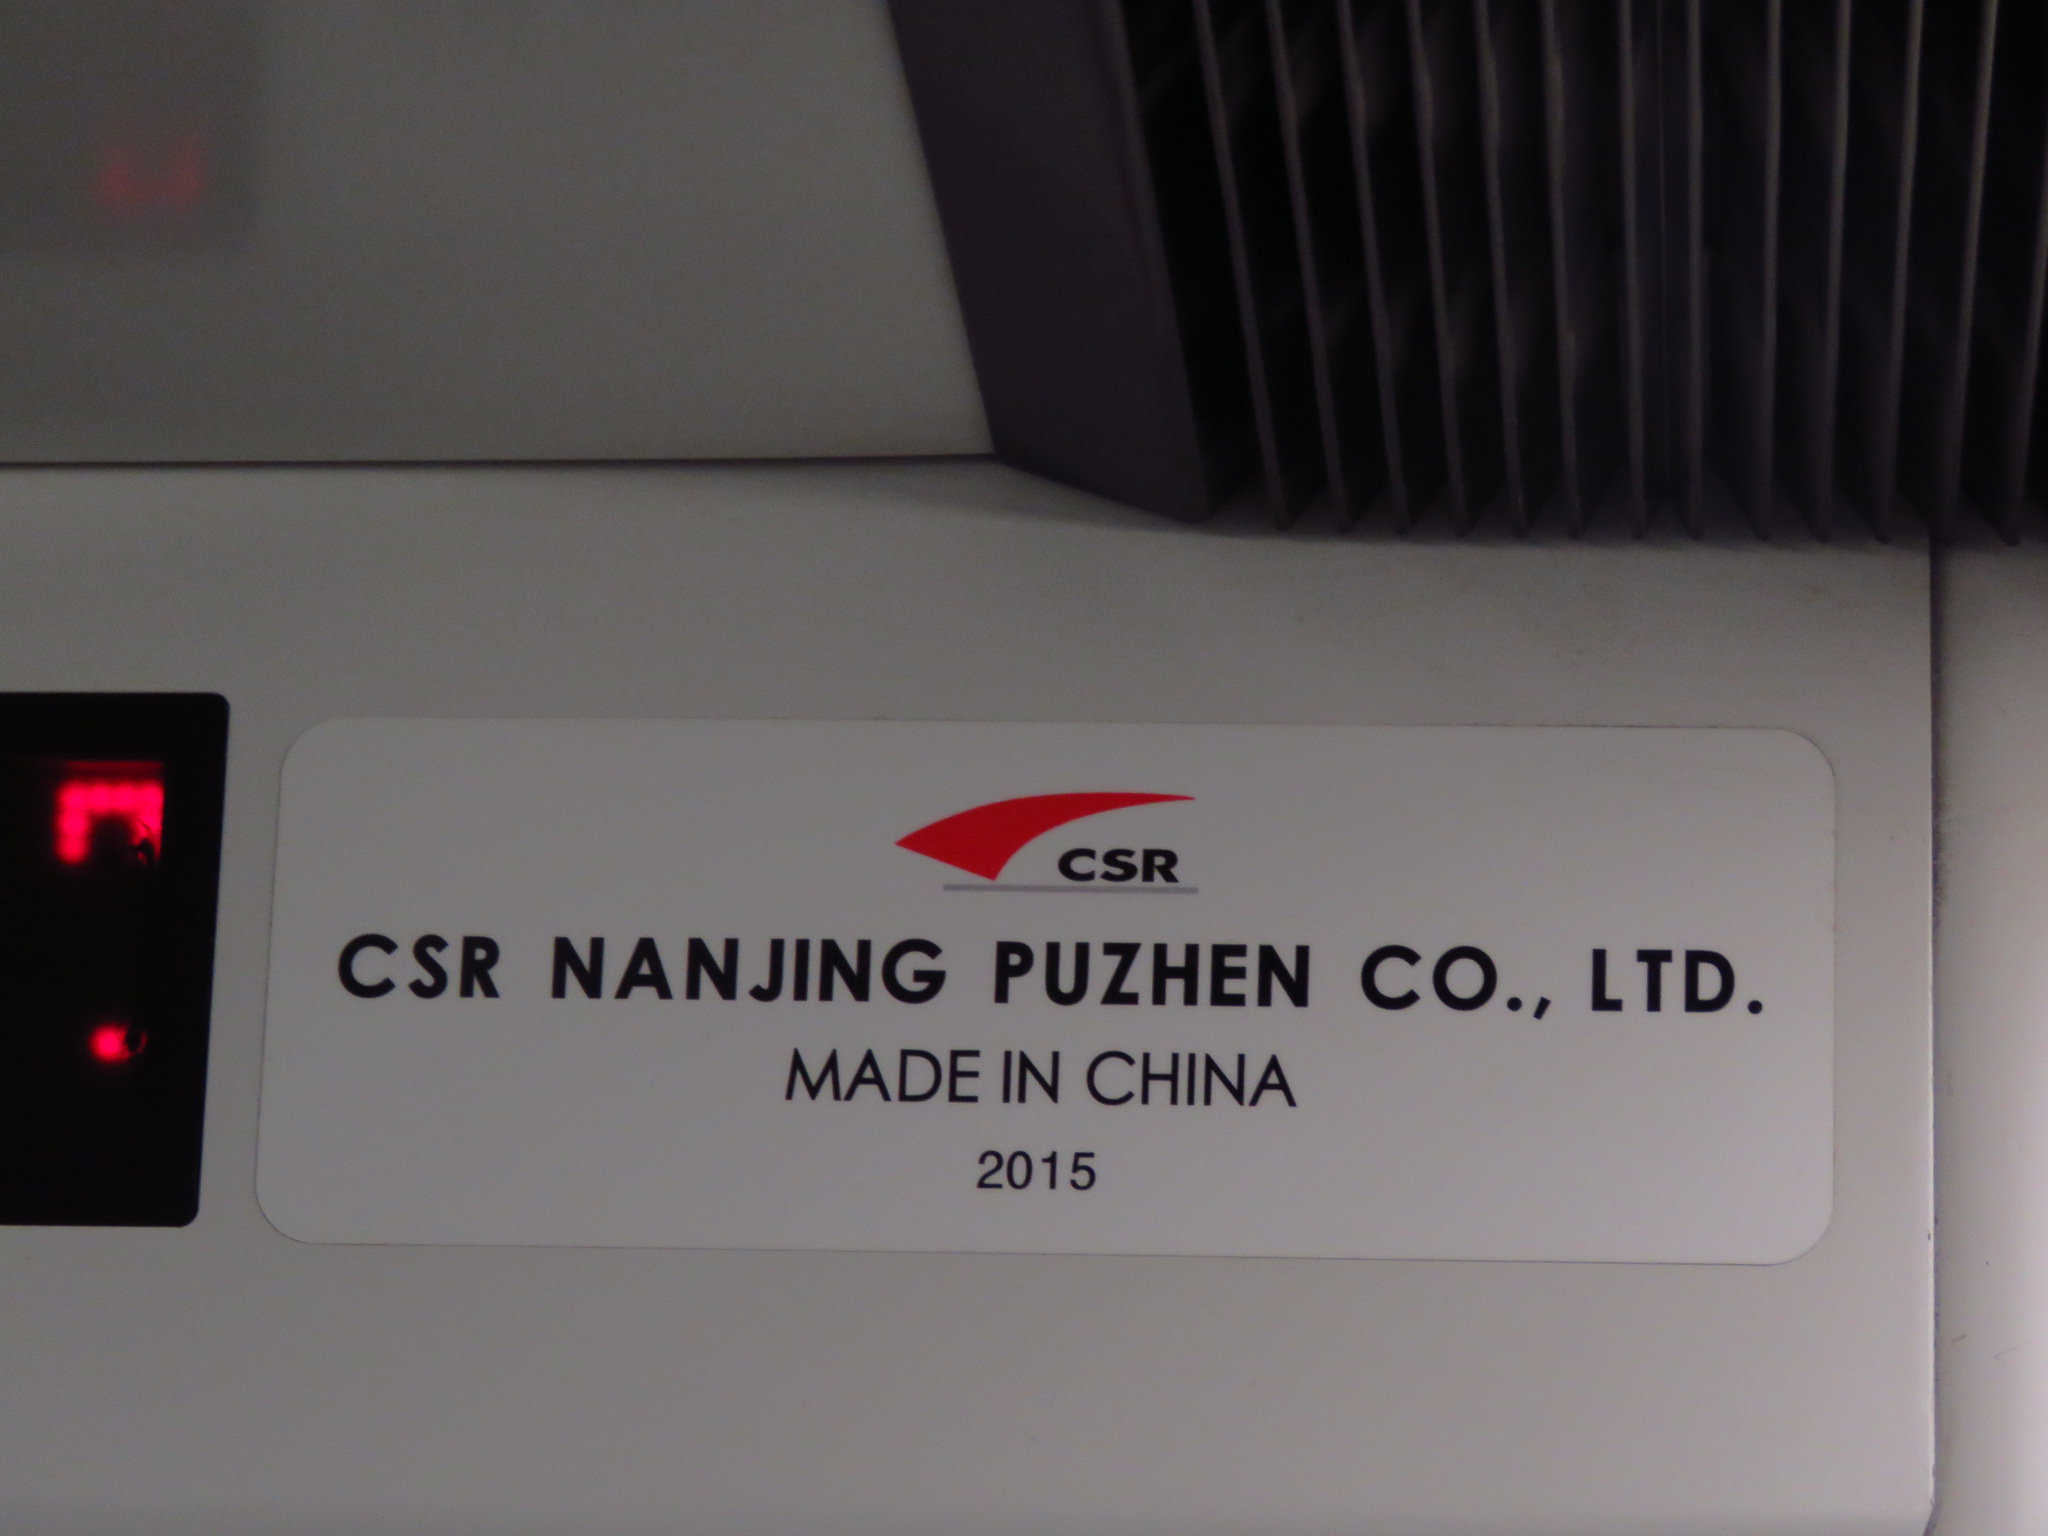 CSR
CSR NANJING PUZHEN CO., LTD.
MADE IN CHINA
2015